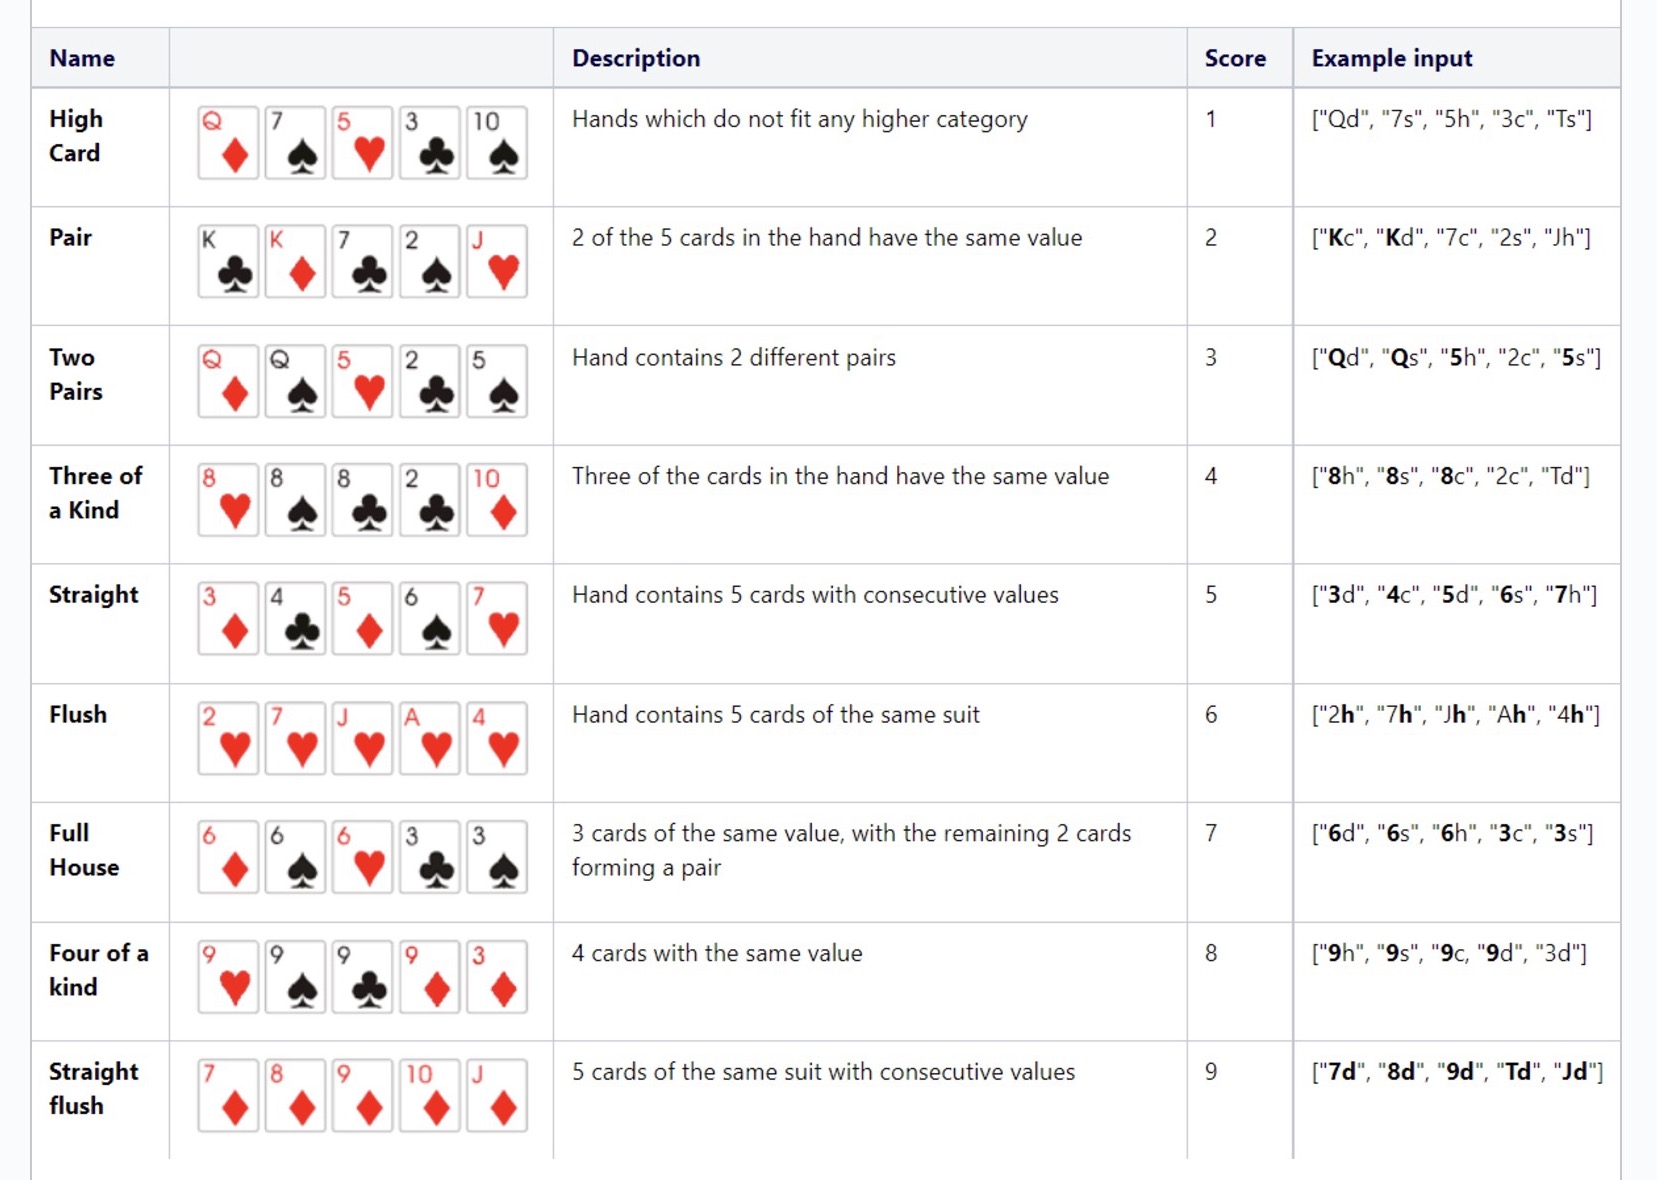 Name Description Score Example input
High
Card
Q 7 5 3 10
Hands which do not fit any higher category
1
["Qd", "7s", "5h", "3c", "Ts"]
Pair
K K 7 2 J
2 of the 5 cards in the hand have the same value
2
["Kc", "Kd", "7c", "2s", "Jh"]
Two
Pairs
Q Q 5 2 5
Hand contains 2 different pairs
3
["Qd", "Qs", "5h", "2c", "5s"]
Three of
a Kind
8 8 8 2 10
Three of the cards in the hand have the same value
4
["8h", "8s", "8c", "2c", "Td"]
Straight
3 4 5 6 7
Hand contains 5 cards with consecutive values
5
["3d", "4c", "5d", "6s", "7h"]
Flush
2 7 J A 4
Hand contains 5 cards of the same suit
6
["2h", "7h", "Jh", "Ah", "4h"]
Full
House
6 6 6 3 3
3 cards of the same value, with the remaining 2 cards
forming a pair
7
["6d", "6s", "6h", "3c", "3s"]
Four of a
kind
9 9 9 9 3
4 cards with the same value
8
["9h", "9s", "9c, "9d", "3d"]
Straight
flush
7 8 9 10 J
5 cards of the same suit with consecutive values
9
["7d", "8d", "9d", "Td", "Jd"]